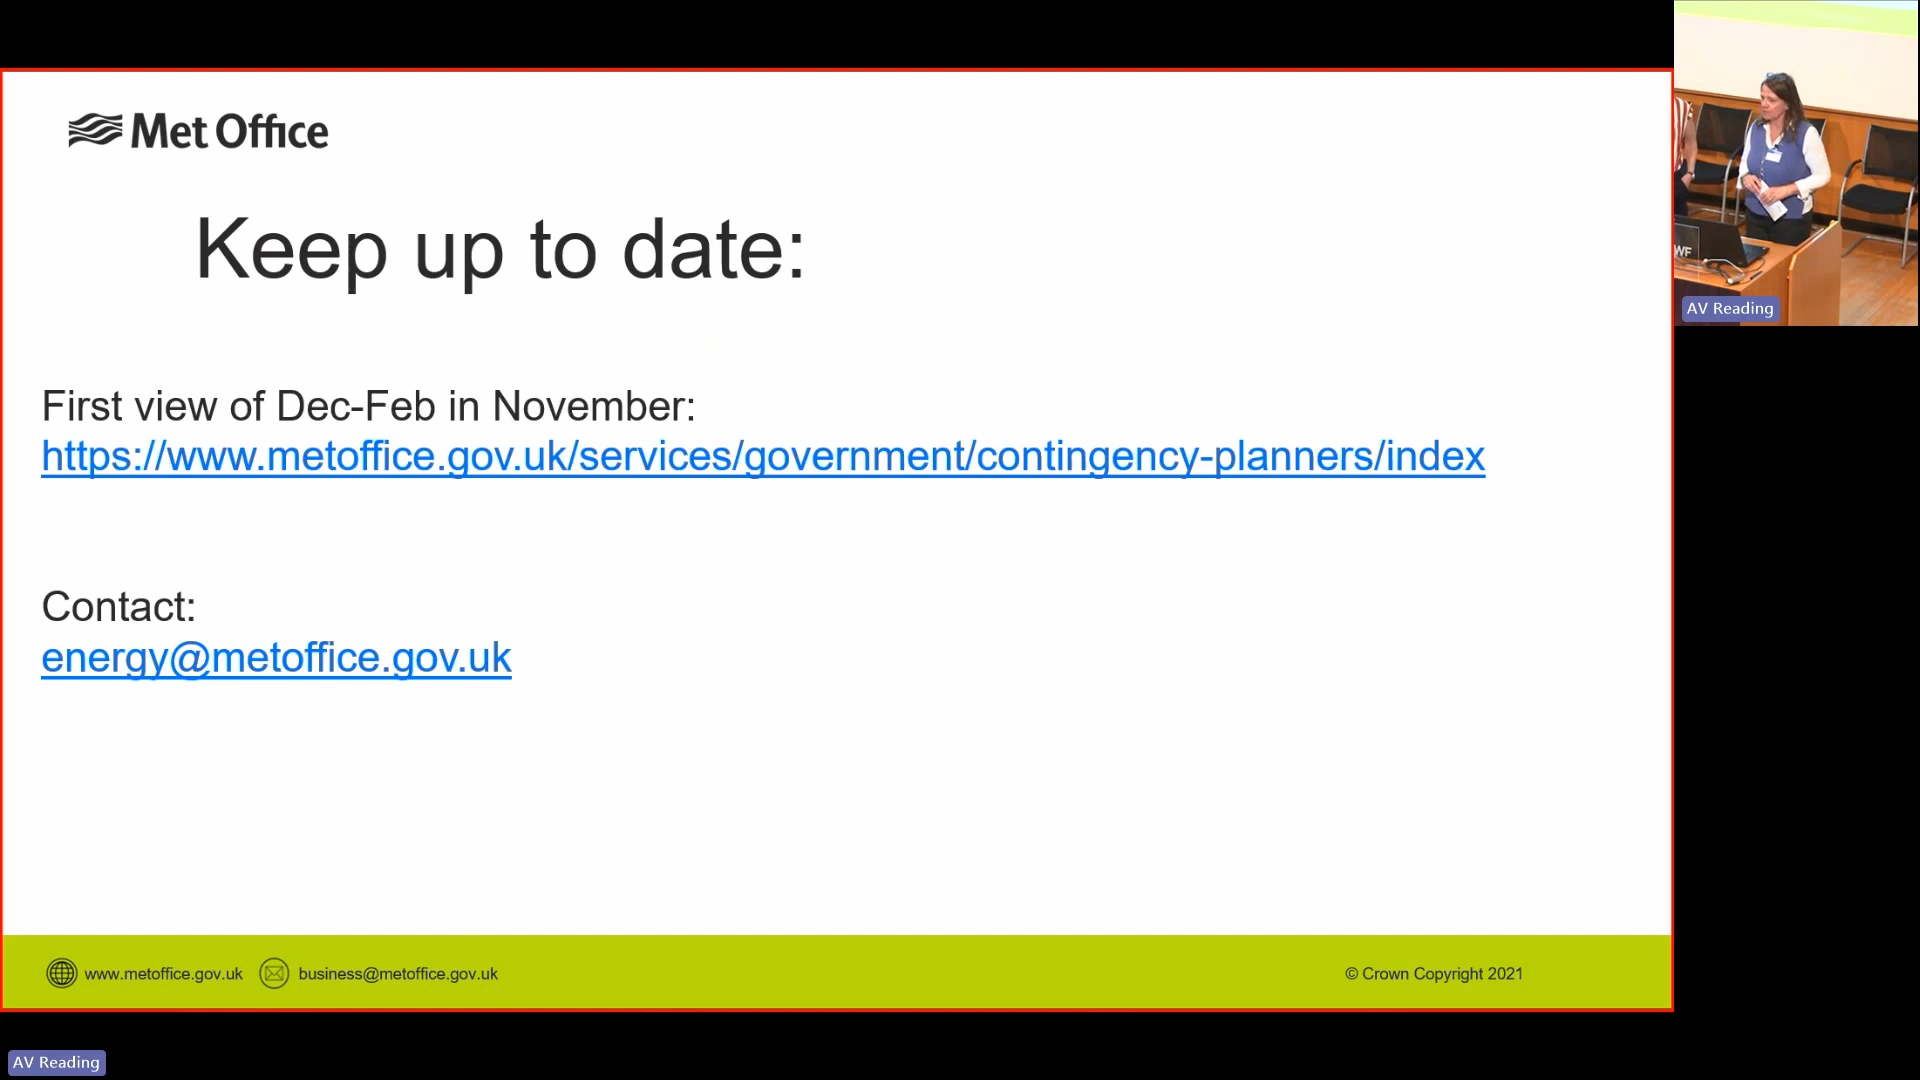 Met Office
Keep up to date:
First view of Dec-Feb in November:
https://www.metoffice.gov.uk/services/government/contingency-planners/index
Contact:
energy@metoffice.gov.uk
www.metoffice.gov.uk business@metoffice.gov.uk © Crown Copyright 2021
WF
AV Reading
AV Reading